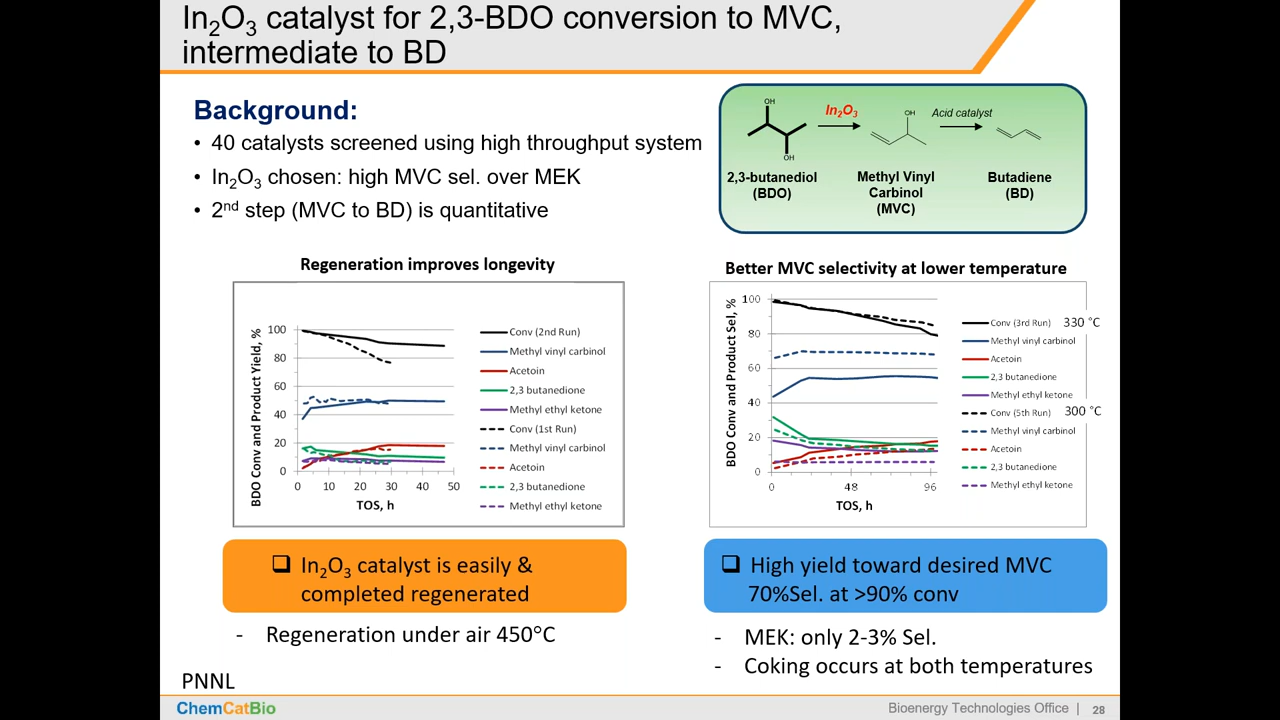 In₂O₃ catalyst for 2,3-BDO conversion to MVC,
intermediate to BD
Background:
• 40 catalysts screened using high throughput system
• In₂O₃ chosen: high MVC sel. over MEK
• 2nd step (MVC to BD) is quantitative
OH
OH
In₂O₃
OH
Acid catalyst
2,3-butanediol
(BDO)
Methyl Vinyl
Carbinol
(MVC)
Butadiene
(BD)
Regeneration improves longevity
BDO Conv and Product Yield, %
100
80
60
40
20
0
0 10 20 30 40 50
TOS, h
Conv (2nd Run)
Methyl vinyl carbinol
Acetoin
2,3 butanedione
Methyl ethyl ketone
Conv (1st Run)
Methyl vinyl carbinol
Acetoin
2,3 butanedione
Methyl ethyl ketone
Better MVC selectivity at lower temperature
BDO Conv and Product Sel, %
100
80
60
40
20
0
0 48 96
TOS, h
Conv (3rd Run) 330 °C
Methyl vinyl carbinol
Acetoin
2,3 butanedione
Methyl ethyl ketone
Conv (5th Run) 300 °C
Methyl vinyl carbinol
Acetoin
2,3 butanedione
Methyl ethyl ketone
❑ In₂O₃ catalyst is easily &
completed regenerated
- Regeneration under air 450°C
❑ High yield toward desired MVC
70%Sel. at >90% conv
- MEK: only 2-3% Sel.
- Coking occurs at both temperatures
PNNL
ChemCatBio
Bioenergy Technologies Office | 28